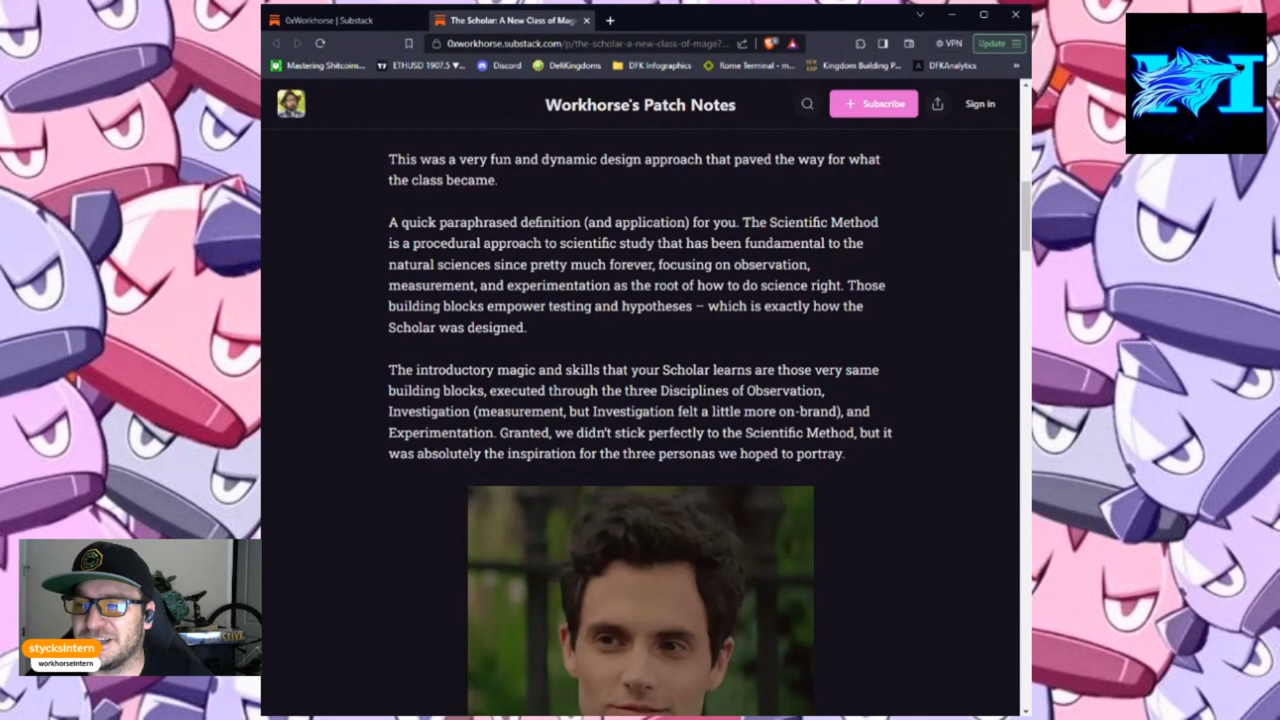 0xWorkhorse | Substack
The Scholar: A New Class of Mage
0xworkhorse.substack.com/p/the-scholar-a-new-class-of-mage?...
VPN
Update
Mastering Shitcoins...
ETHUSD 1907.5 ▼...
Discord
DefiKingdoms
DFK Infographics
Rome Terminal - m...
Kingdom Building P...
DFKAnalytics
»
Workhorse's Patch Notes
+ Subscribe
Sign in
This was a very fun and dynamic design approach that paved the way for what
the class became.
A quick paraphrased definition (and application) for you. The Scientific Method
is a procedural approach to scientific study that has been fundamental to the
natural sciences since pretty much forever, focusing on observation,
measurement, and experimentation as the root of how to do science right. Those
building blocks empower testing and hypotheses – which is exactly how the
Scholar was designed.
The introductory magic and skills that your Scholar learns are those very same
building blocks, executed through the three Disciplines of Observation,
Investigation (measurement, but Investigation felt a little more on-brand), and
Experimentation. Granted, we didn't stick perfectly to the Scientific Method, but it
was absolutely the inspiration for the three personas we hoped to portray.
stycksintern
workhorseintern